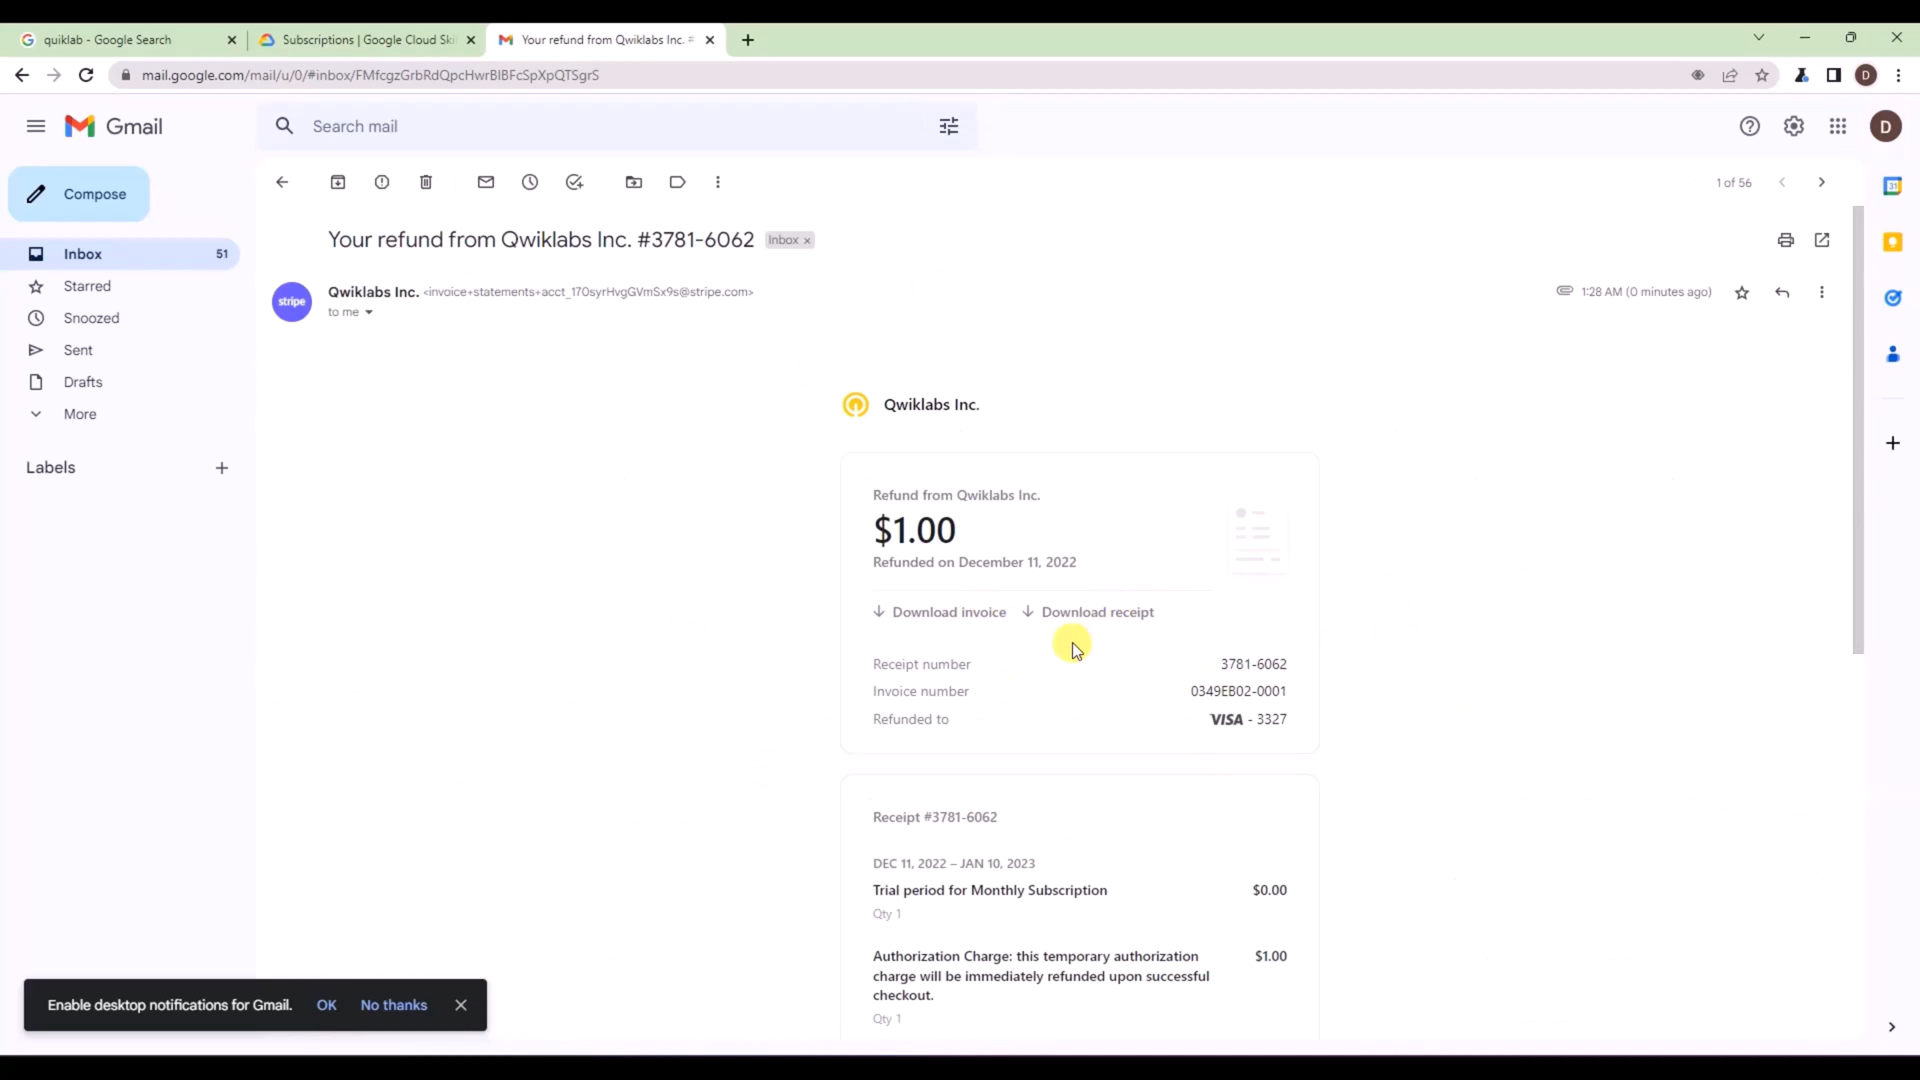 quiklab - Google Search
Subscriptions | Google Cloud Ski
Your refund from Qwiklabs Inc. #
mail.google.com/mail/u/0/#inbox/FMfcgzGrbRdQpcHwrBlBFcSpXpQTSgrS
D
Gmail
Search mail
D
Compose
1 of 56
Your refund from Qwiklabs Inc. #3781-6062
Inbox ×
Inbox 51
Starred
Snoozed
Sent
Drafts
More
Labels
stripe
Qwiklabs Inc. <invoice+statements+acct_170syrHvgGVmSx9s@stripe.com>
1:28 AM (0 minutes ago)
to me
31
Qwiklabs Inc.
Refund from Qwiklabs Inc.
$1.00
Refunded on December 11, 2022
Download invoice Download receipt
Receipt number 3781-6062
Invoice number 0349EB02-0001
Refunded to VISA - 3327
Receipt #3781-6062
DEC 11, 2022 – JAN 10, 2023
Trial period for Monthly Subscription $0.00
Qty 1
Authorization Charge: this temporary authorization $1.00
charge will be immediately refunded upon successful
checkout.
Qty 1
Enable desktop notifications for Gmail. OK No thanks